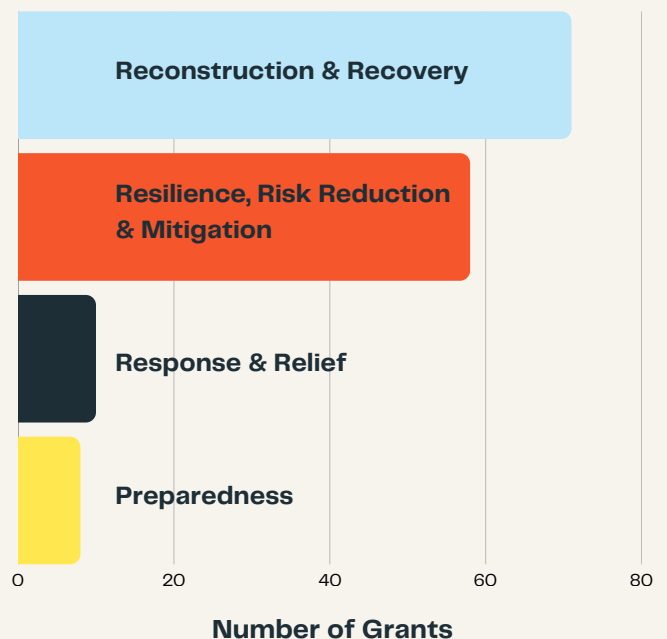 Reconstruction & Recovery
Resilience, Risk Reduction
& Mitigation
Response & Relief
Preparedness
0 20 40 60 80
Number of Grants